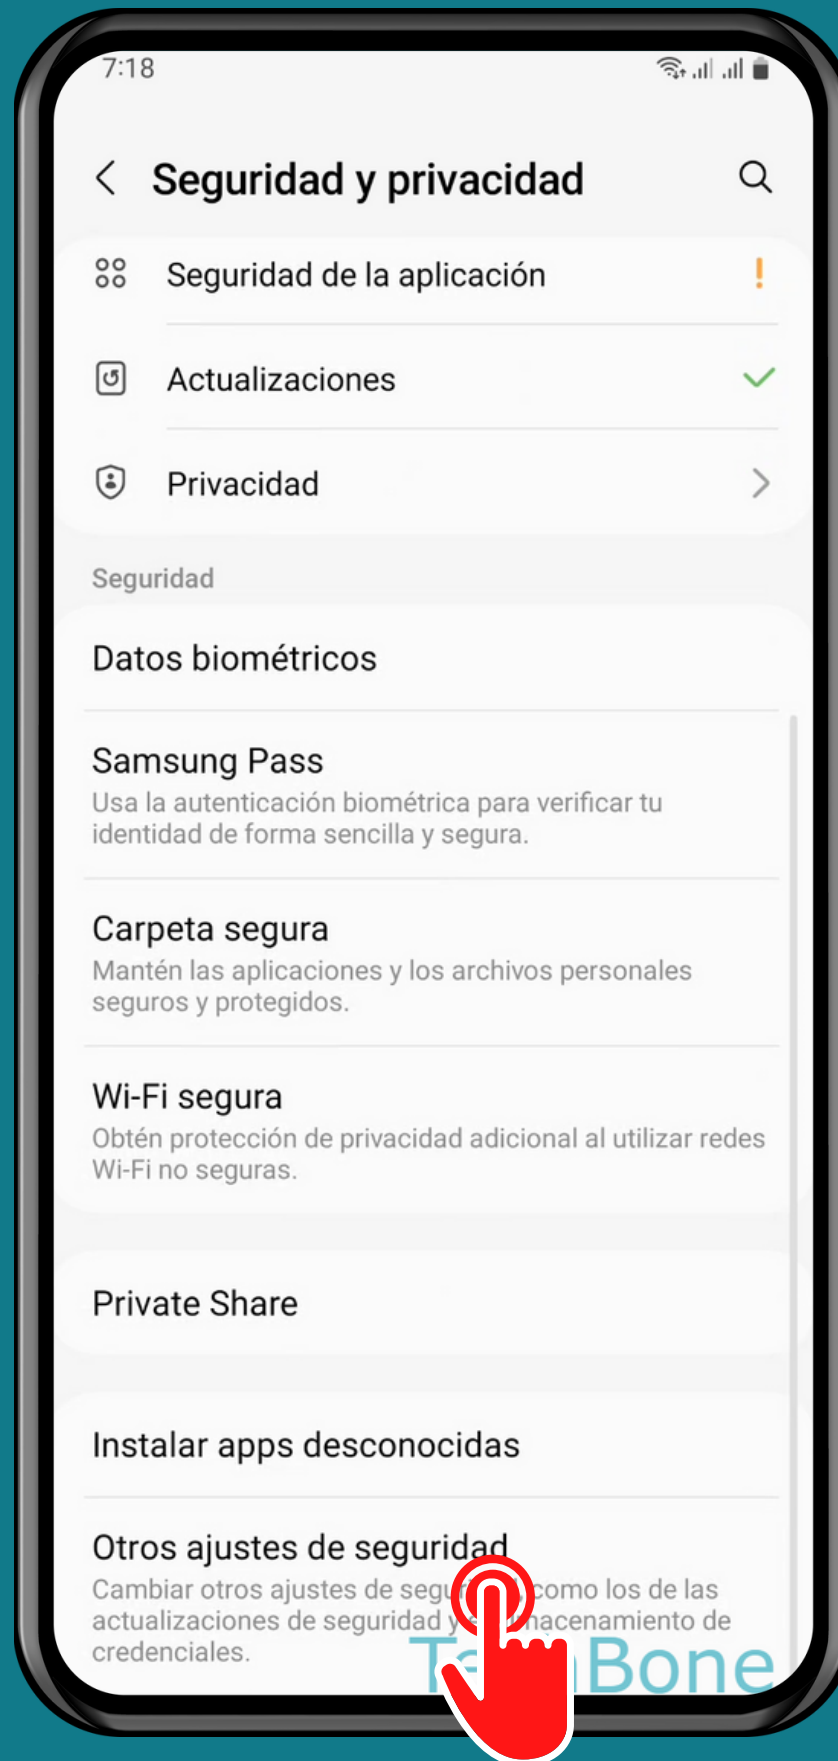 7:18
Seguridad y privacidad
Seguridad de la aplicación
Actualizaciones
Privacidad
Seguridad
Datos biométricos
Samsung Pass
Usa la autenticación biométrica para verificar tu
identidad de forma sencilla y segura.
Carpeta segura
Mantén las aplicaciones y los archivos personales
seguros y protegidos.
Wi-Fi segura
Obtén protección de privacidad adicional al utilizar redes
Wi-Fi no seguras.
Private Share
Instalar apps desconocidas
Otros ajustes de seguridad
Cambiar otros ajustes de seguridad, como los de las
actualizaciones de seguridad y almacenamiento de
credenciales.
TechBone